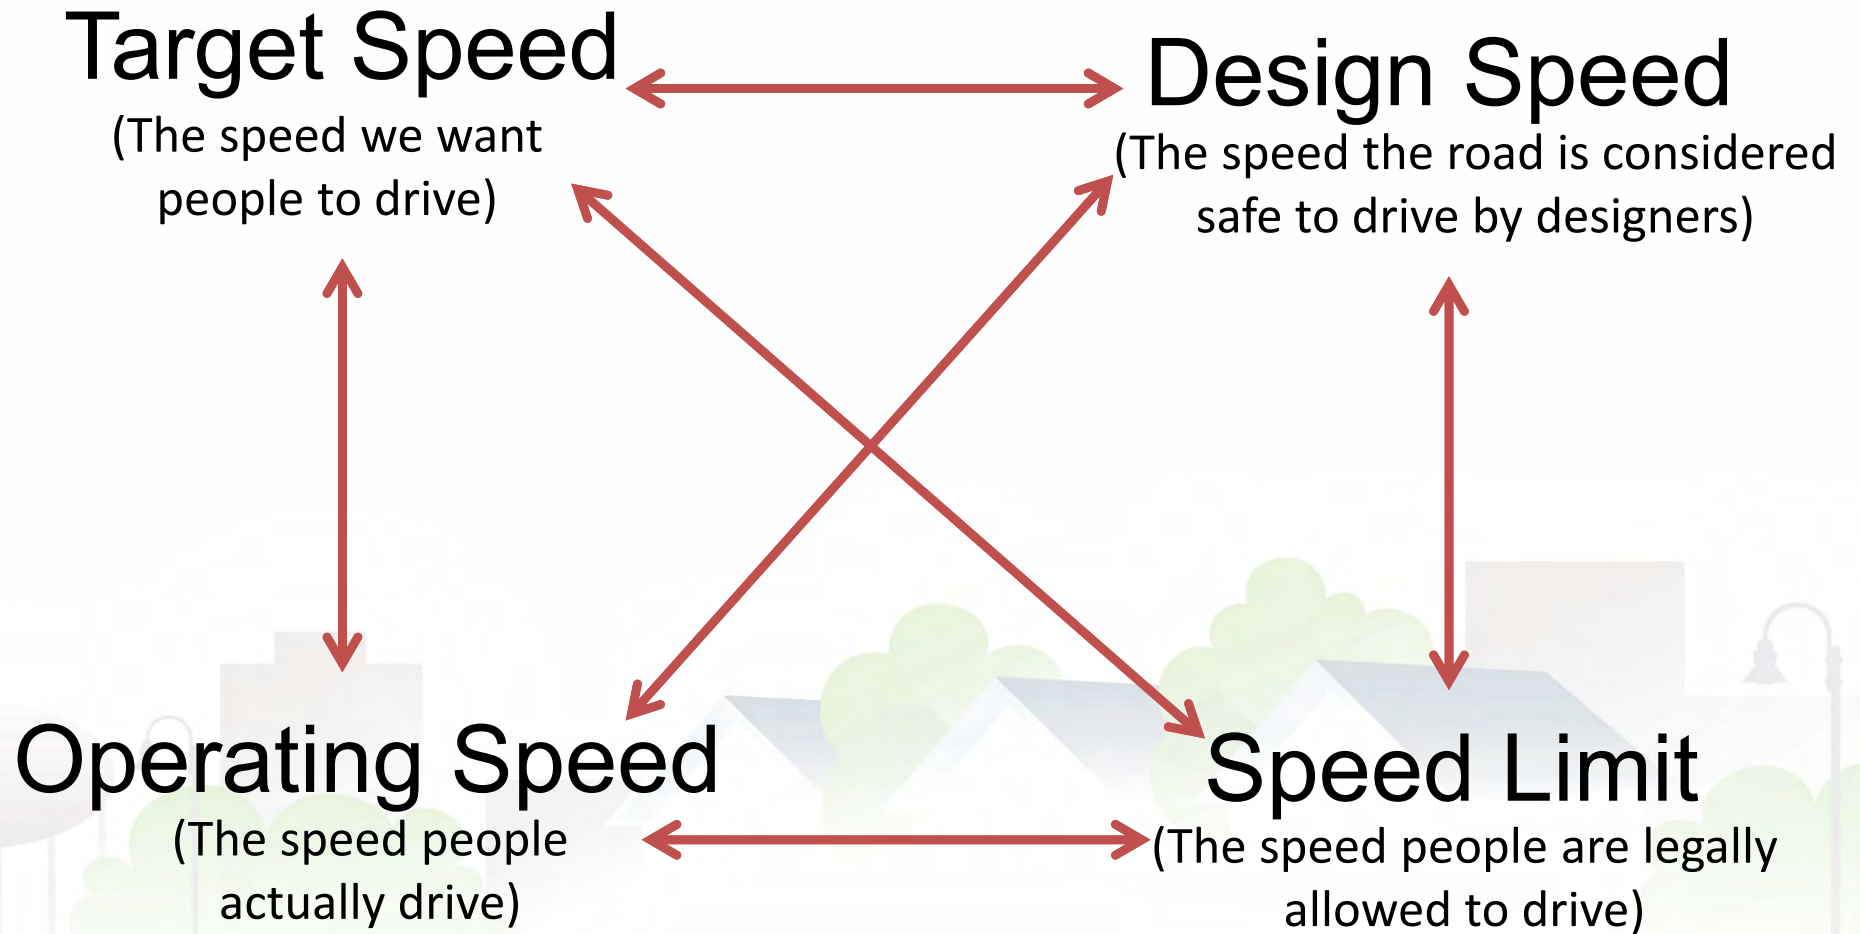 Target Speed
(The speed we want
people to drive)
Design Speed
(The speed the road is considered
safe to drive by designers)
Operating Speed
(The speed people
actually drive)
Speed Limit
(The speed people are legally
allowed to drive)